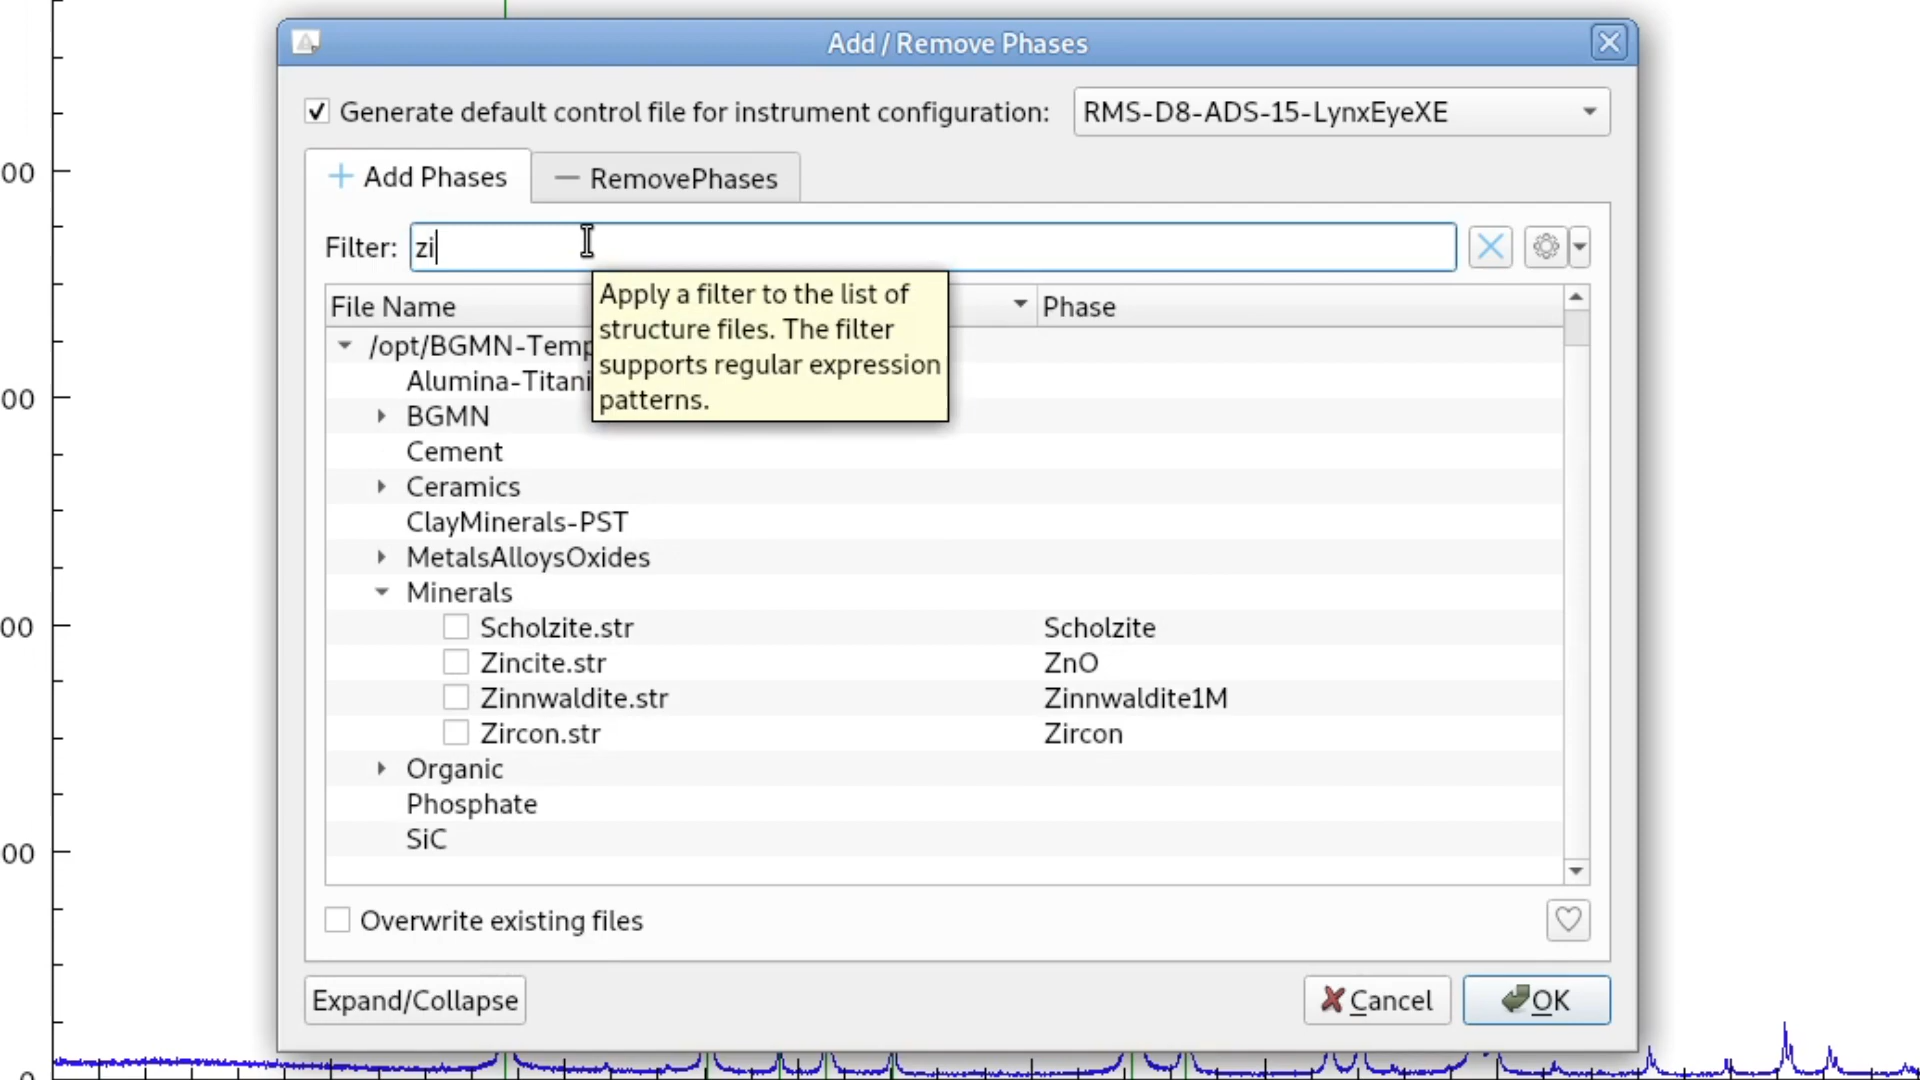 Add / Remove Phases
Generate default control file for instrument configuration: RMS-D8-ADS-15-LynxEyeXE
Add Phases RemovePhases
Filter: zi
Apply a filter to the list of
structure files. The filter
supports regular expression
patterns.
File Name Phase
/opt/BGMN-Temp
Alumina-Titani
BGMN
Cement
Ceramics
ClayMinerals-PST
MetalsAlloysOxides
Minerals
Scholzite.str Scholzite
Zincite.str ZnO
Zinnwaldite.str Zinnwaldite1M
Zircon.str Zircon
Organic
Phosphate
SiC
Overwrite existing files
Expand/Collapse Cancel OK
00
00
00
00